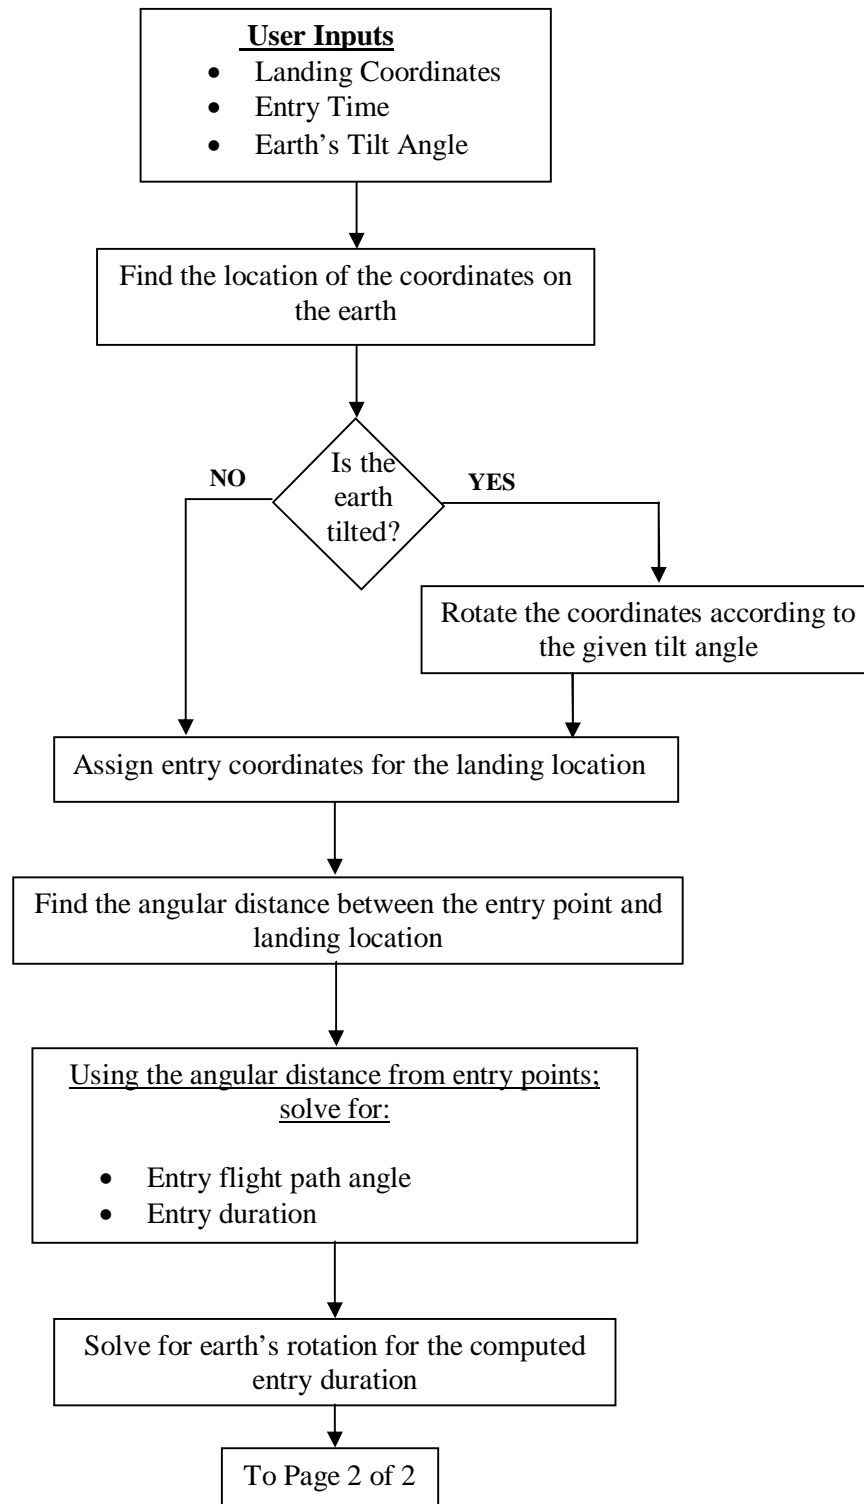 User Inputs
• Landing Coordinates
• Entry Time
• Earth’s Tilt Angle
Find the location of the coordinates on
the earth
Is the
earth
tilted?
NO
YES
Rotate the coordinates according to
the given tilt angle
Assign entry coordinates for the landing location
Find the angular distance between the entry point and
landing location
Using the angular distance from entry points;
solve for:
• Entry flight path angle
• Entry duration
Solve for earth’s rotation for the computed
entry duration
To Page 2 of 2